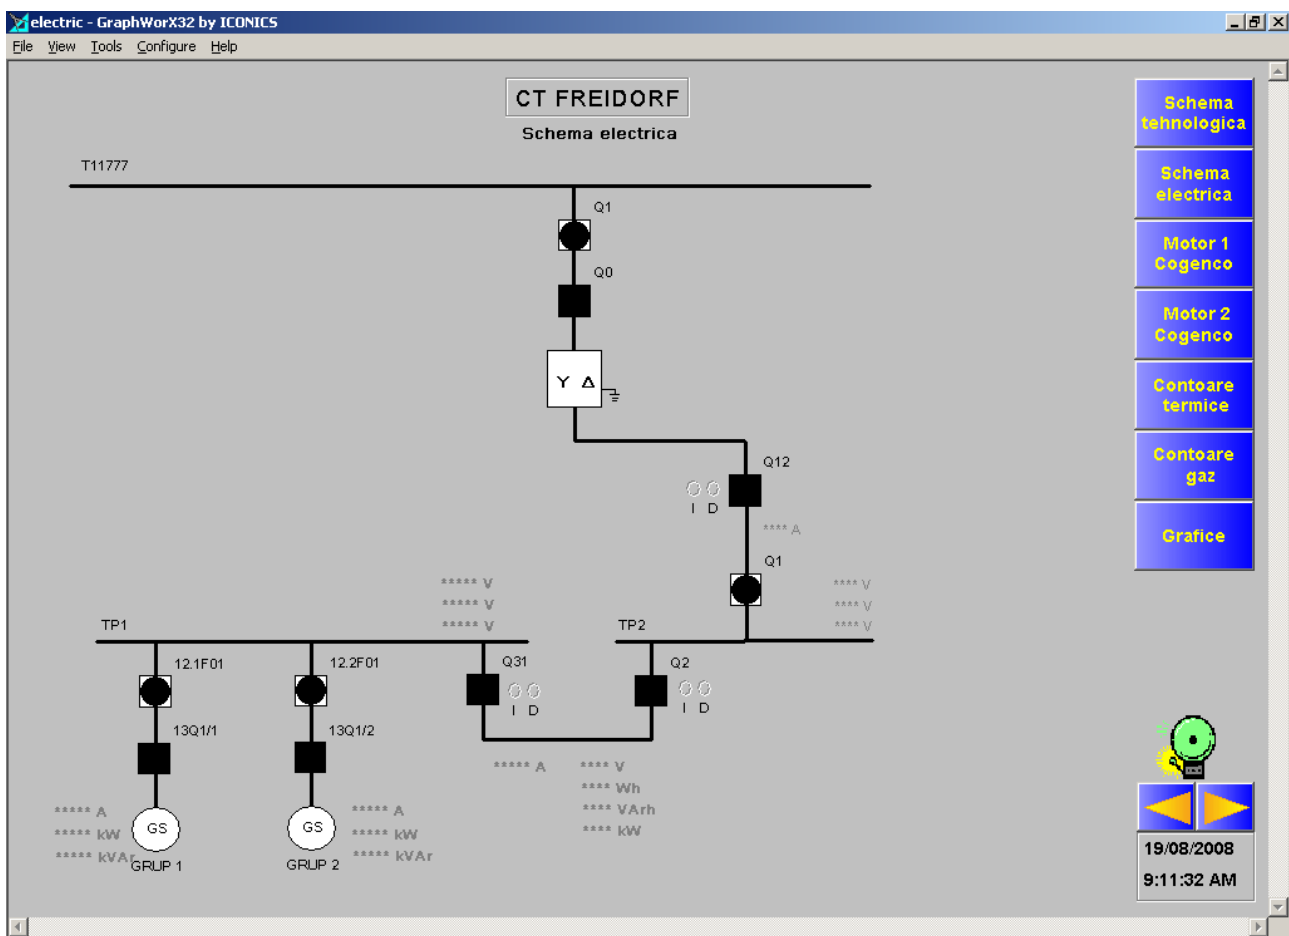 electric - GraphWorX32 by ICONICS
File View Tools Configure Help
CT FREIDORF
Schema electrica
T11777
Q1
Q0
Y Δ
Q12
I D
**** A
Q1
***** V
***** V
***** V
**** V
**** V
**** V
TP1
TP2
12.1F01
12.2F01
Q31
Q2
I D
I D
13Q1/1
13Q1/2
***** A
**** V
**** Wh
**** VArh
**** kW
***** A
***** kW
***** kVAr
GS
GRUP 1
GS
GRUP 2
***** A
***** kW
***** kVAr
Schema
tehnologica
Schema
electrica
Motor 1
Cogenco
Motor 2
Cogenco
Contoare
termice
Contoare
gaz
Grafice
19/08/2008
9:11:32 AM